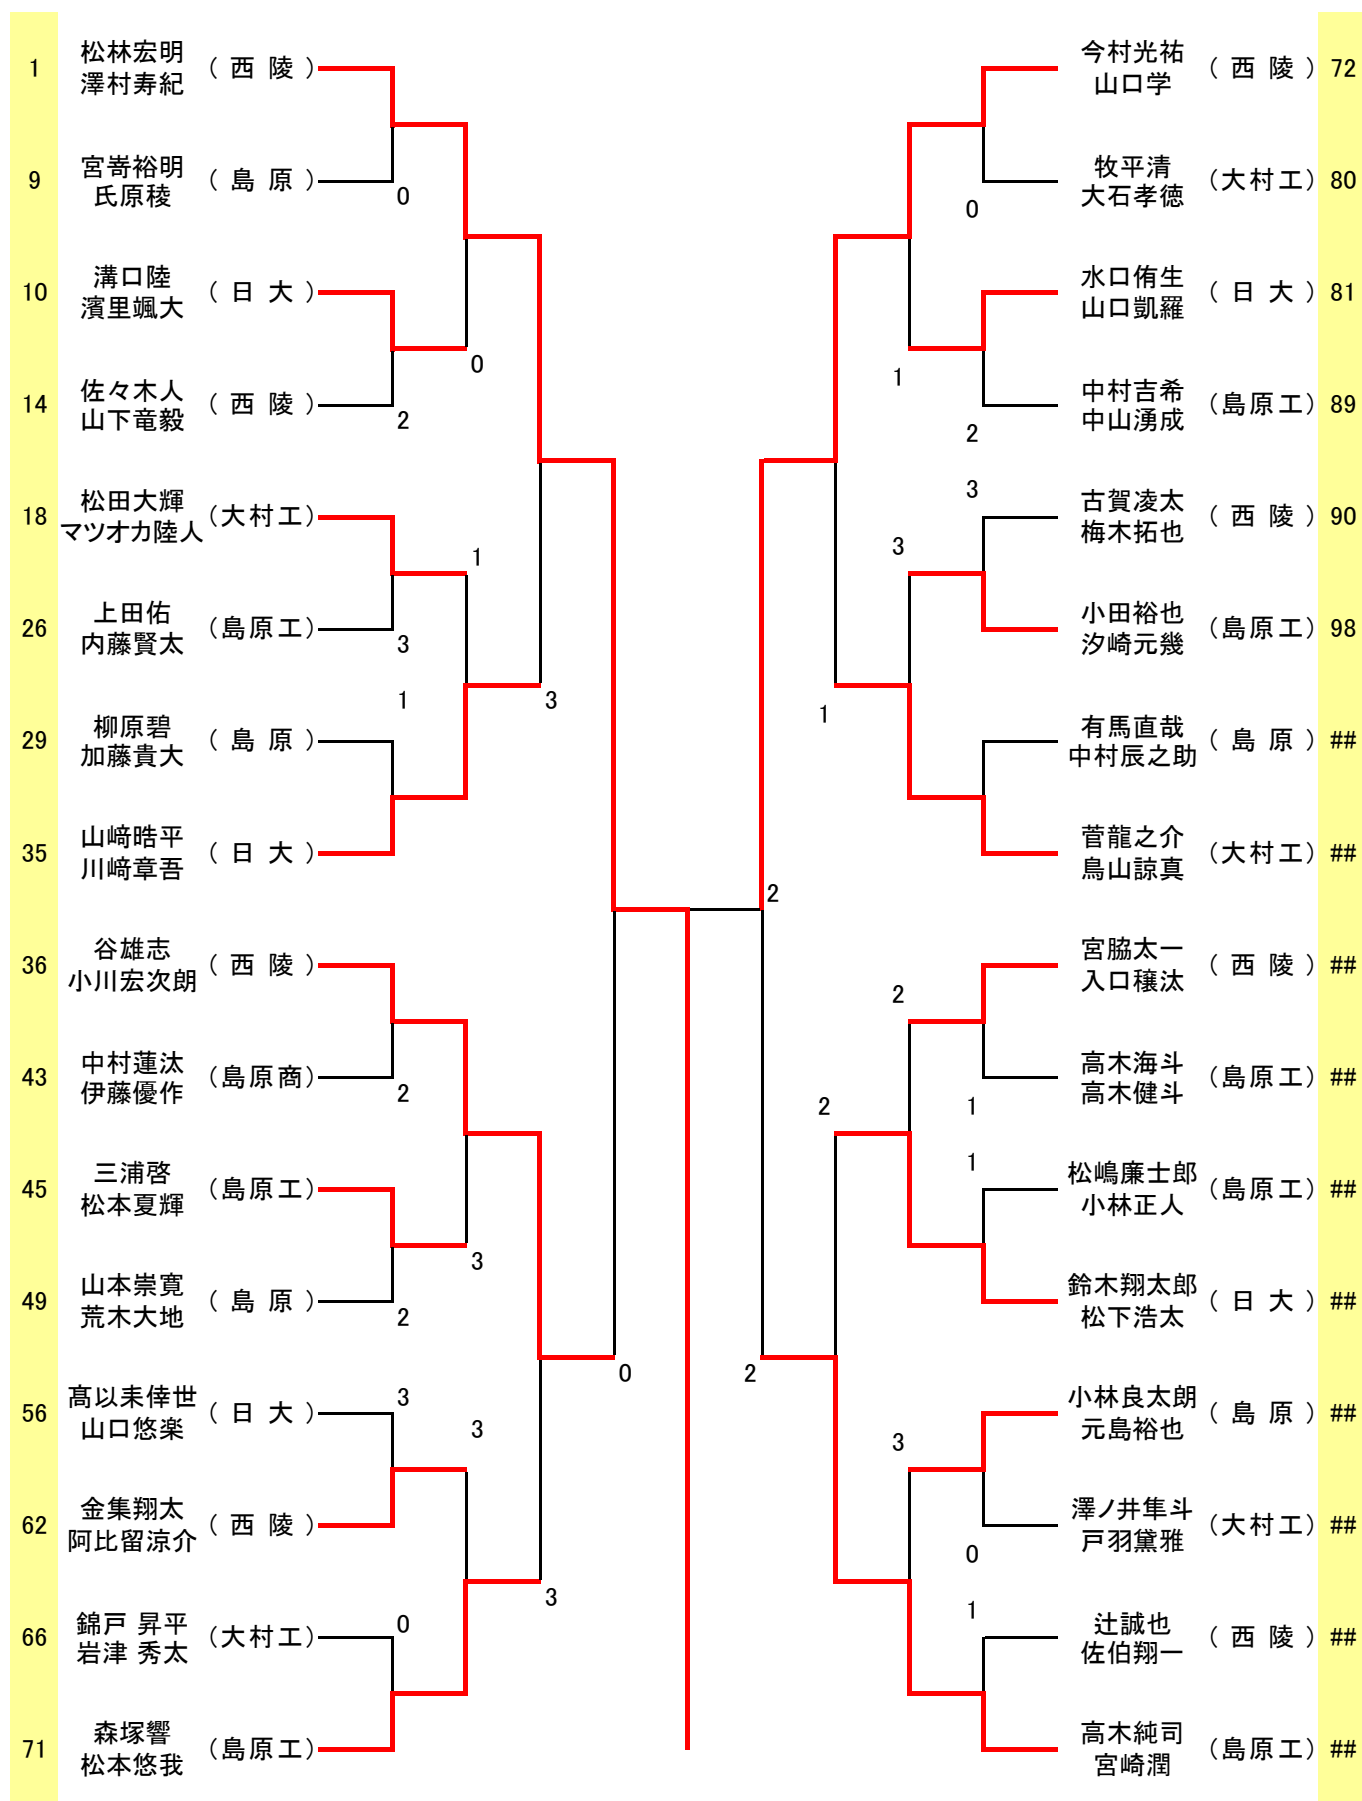 1 松林宏明 澤村寿紀 (西陵)
0
9 宮嵜裕明 氏原稜 (島原)
10 溝口陸 濱里颯大 (日大)
0
14 佐々木人 山下竜毅 (西陵)
2
18 松田大輝 マツオカ陸人 (大村工)
1
26 上田佑 内藤賢太 (島原工)
3
1
3
29 柳原碧 加藤貴大 (島原)
35 山﨑晧平 川﨑章吾 (日大)
36 谷雄志 小川宏次朗 (西陵)
43 中村蓮汰 伊藤優作 (島原商)
2
45 三浦啓 松本夏輝 (島原工)
3
49 山本崇寛 荒木大地 (島原)
2
0
56 髙以耒倖世 山口悠楽 (日大)
3
3
62 金集翔太 阿比留涼介 (西陵)
3
66 錦戸 昇平 岩津 秀太 (大村工)
0
71 森塚響 松本悠我 (島原工)
今村光祐 山口学 (西陵) 72
牧平清 大石孝徳 (大村工) 80
0
水口侑生 山口凱羅 (日大) 81
1
中村吉希 中山湧成 (島原工) 89
2
3
古賀凌太 梅木拓也 (西陵) 90
3
小田裕也 汐崎元幾 (島原工) 98
1
有馬直哉 中村辰之助 (島原) ##
菅龍之介 鳥山諒真 (大村工) ##
2
宮脇太一 入口穣汰 (西陵) ##
2
高木海斗 高木健斗 (島原工) ##
2
1
1
松嶋廉士郎 小林正人 (島原工) ##
鈴木翔太郎 松下浩太 (日大) ##
2
小林良太朗 元島裕也 (島原) ##
3
澤ノ井隼斗 戸羽黛雅 (大村工) ##
0
1
辻誠也 佐伯翔一 (西陵) ##
高木純司 宮崎潤 (島原工) ##